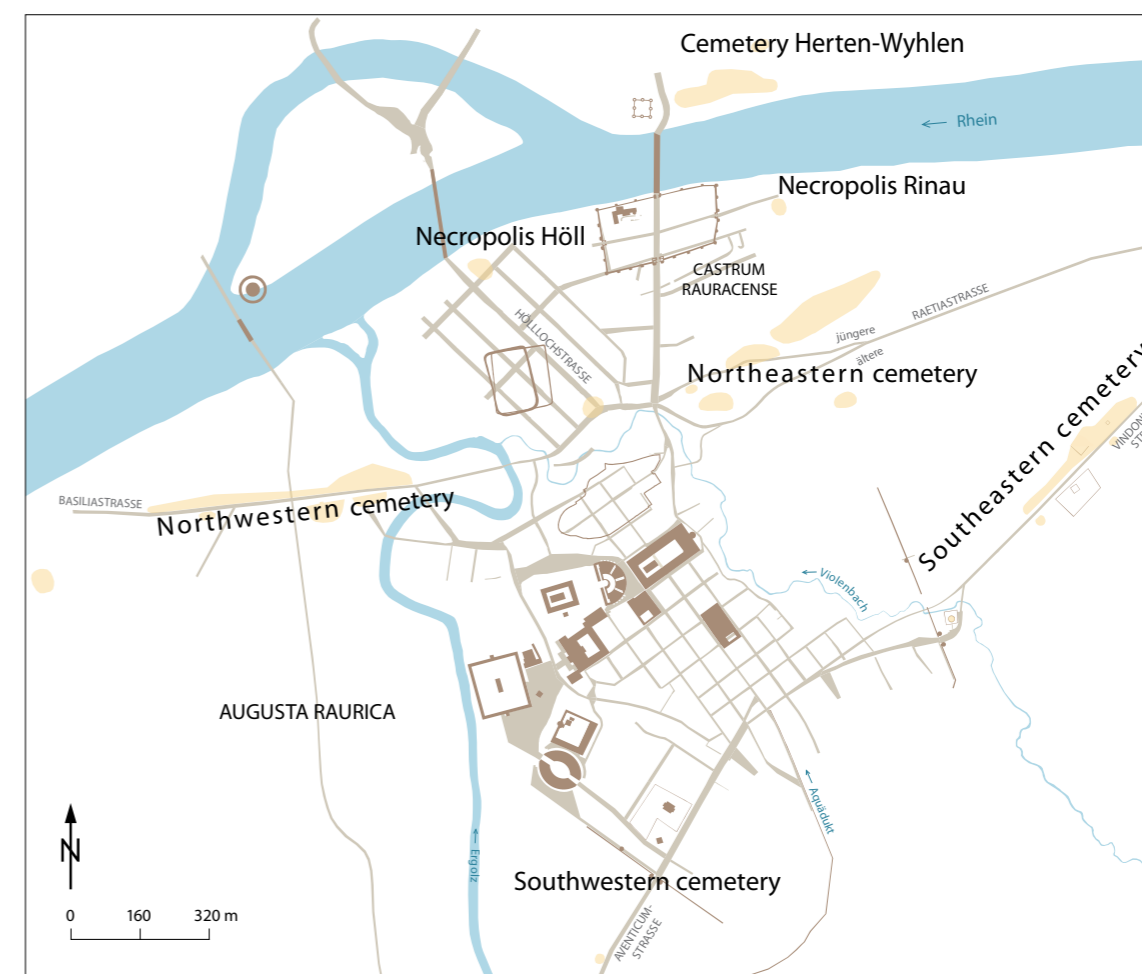 Cemetery Herten-Wyhlen
← Rhein
Necropolis Rinau
Necropolis Höll
CASTRUM
RAURACENSE
RAETIASTRASSE
HÖLLLOCHSTRASSE
jüngere
ältere
Northeastern cemetery
Southeastern cemetery
BASILIASTRASSE
Northwestern cemetery
← Violenbach
AUGUSTA RAURICA
← Aquädukt
← Ergolz
N
0 160 320 m
Southwestern cemetery
AVENTICUM-
STRASSE